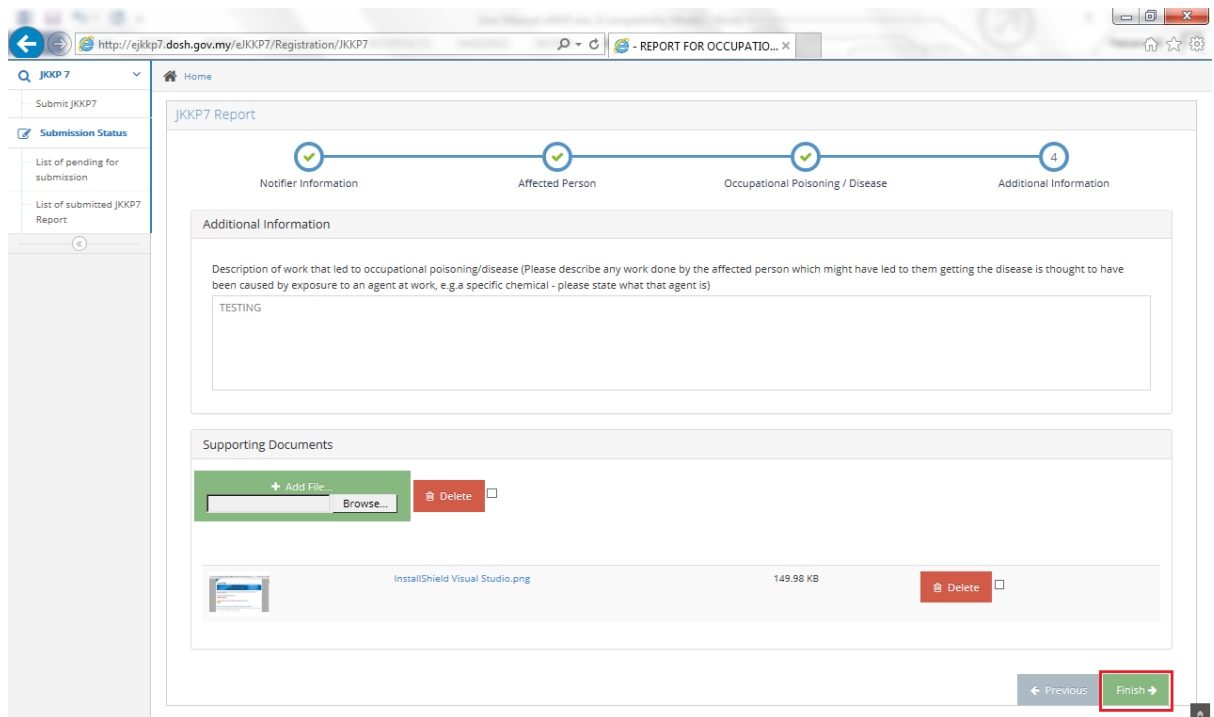 http://ejkkp7.dosh.gov.my/eJKKP7/Registration/JKKP7
- REPORT FOR OCCUPATIO... ×
JKKP 7
Home
Submit JKKP7
Submission Status
List of pending for
submission
List of submitted JKKP7
Report
JKKP7 Report
4
Notifier Information
Affected Person
Occupational Poisoning / Disease
Additional Information
Additional Information
Description of work that led to occupational poisoning/disease (Please describe any work done by the affected person which might have led to them getting the disease is thought to have
been caused by exposure to an agent at work, e.g.a specific chemical - please state what that agent is)
TESTING
Supporting Documents
+ Add File...
Browse...
Delete
InstallShield Visual Studio.png
149.98 KB
Delete
Previous
Finish